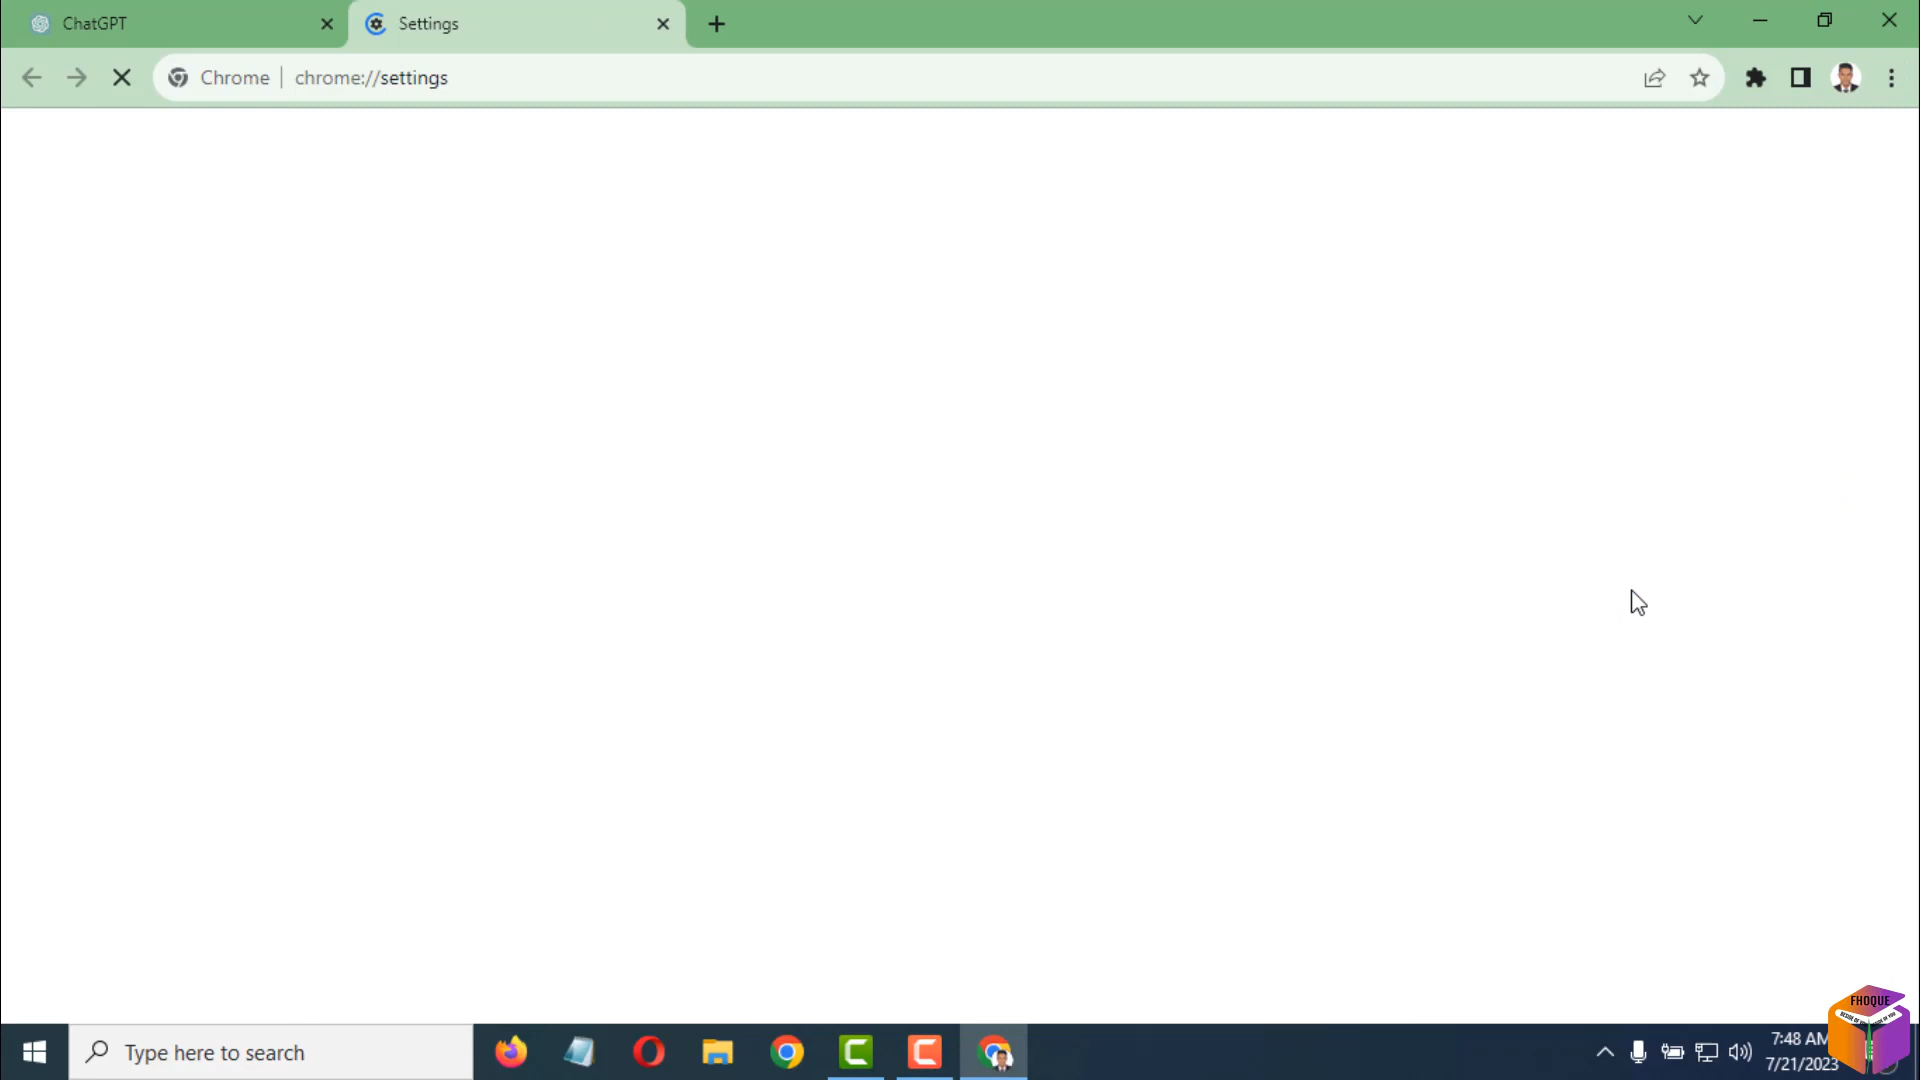 ChatGPT
Settings
Chrome | chrome://settings
Type here to search
7:48 AM
7/21/2023
FHOQUE